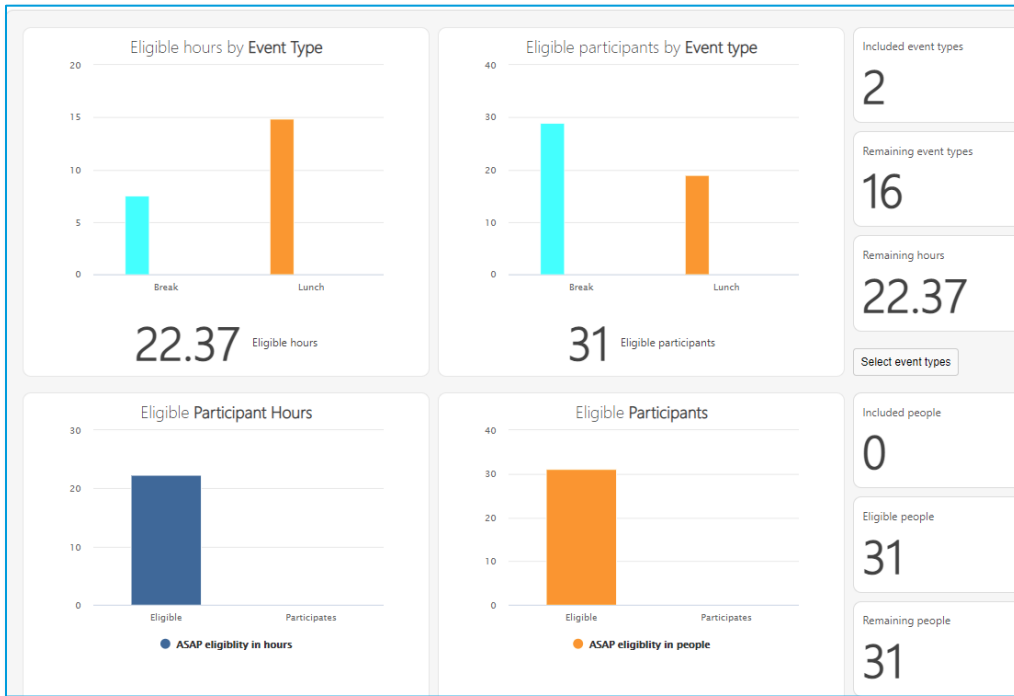 Eligible hours by Event Type
20
15
10
5
0
Break Lunch
22.37 Eligible hours
Eligible participants by Event type
40
30
20
10
0
Break Lunch
31 Eligible participants
Included event types
2
Remaining event types
16
Remaining hours
22.37
Select event types
Eligible Participant Hours
30
20
10
0
Eligible Participates
ASAP eligiblity in hours
Eligible Participants
40
30
20
10
0
Eligible Participates
ASAP eligiblity in people
Included people
0
Eligible people
31
Remaining people
31